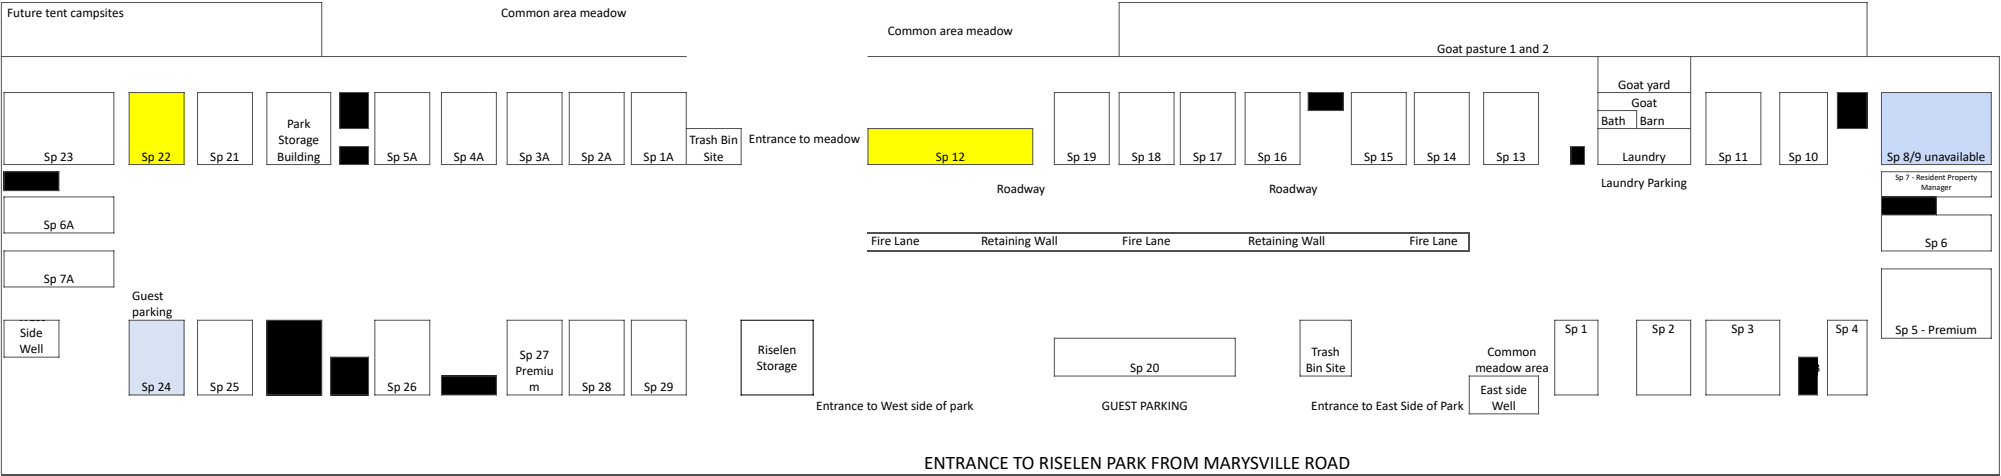 Future tent campsites
Common area meadow
Common area meadow
Goat pasture 1 and 2
Goat yard
Goat
Bath
Barn
Laundry
Sp 23
Sp 22
Sp 21
Park
Storage
Building
Sp 5A
Sp 4A
Sp 3A
Sp 2A
Sp 1A
Trash Bin
Site
Entrance to meadow
Sp 12
Sp 19
Sp 18
Sp 17
Sp 16
Sp 15
Sp 14
Sp 13
Sp 11
Sp 10
Sp 8/9 unavailable
Roadway
Roadway
Laundry Parking
Sp 7 - Resident Property
Manager
Sp 6A
Sp 6
Fire Lane
Retaining Wall
Fire Lane
Retaining Wall
Fire Lane
Sp 7A
Guest
parking
Side
Well
Sp 24
Sp 25
Sp 26
Sp 27
Premiu
m
Sp 28
Sp 29
Riselen
Storage
Sp 20
Trash
Bin Site
Common
meadow area
East side
Well
Sp 1
Sp 2
Sp 3
Sp 4
Sp 5 - Premium
Entrance to West side of park
GUEST PARKING
Entrance to East Side of Park
ENTRANCE TO RISELEN PARK FROM MARYSVILLE ROAD